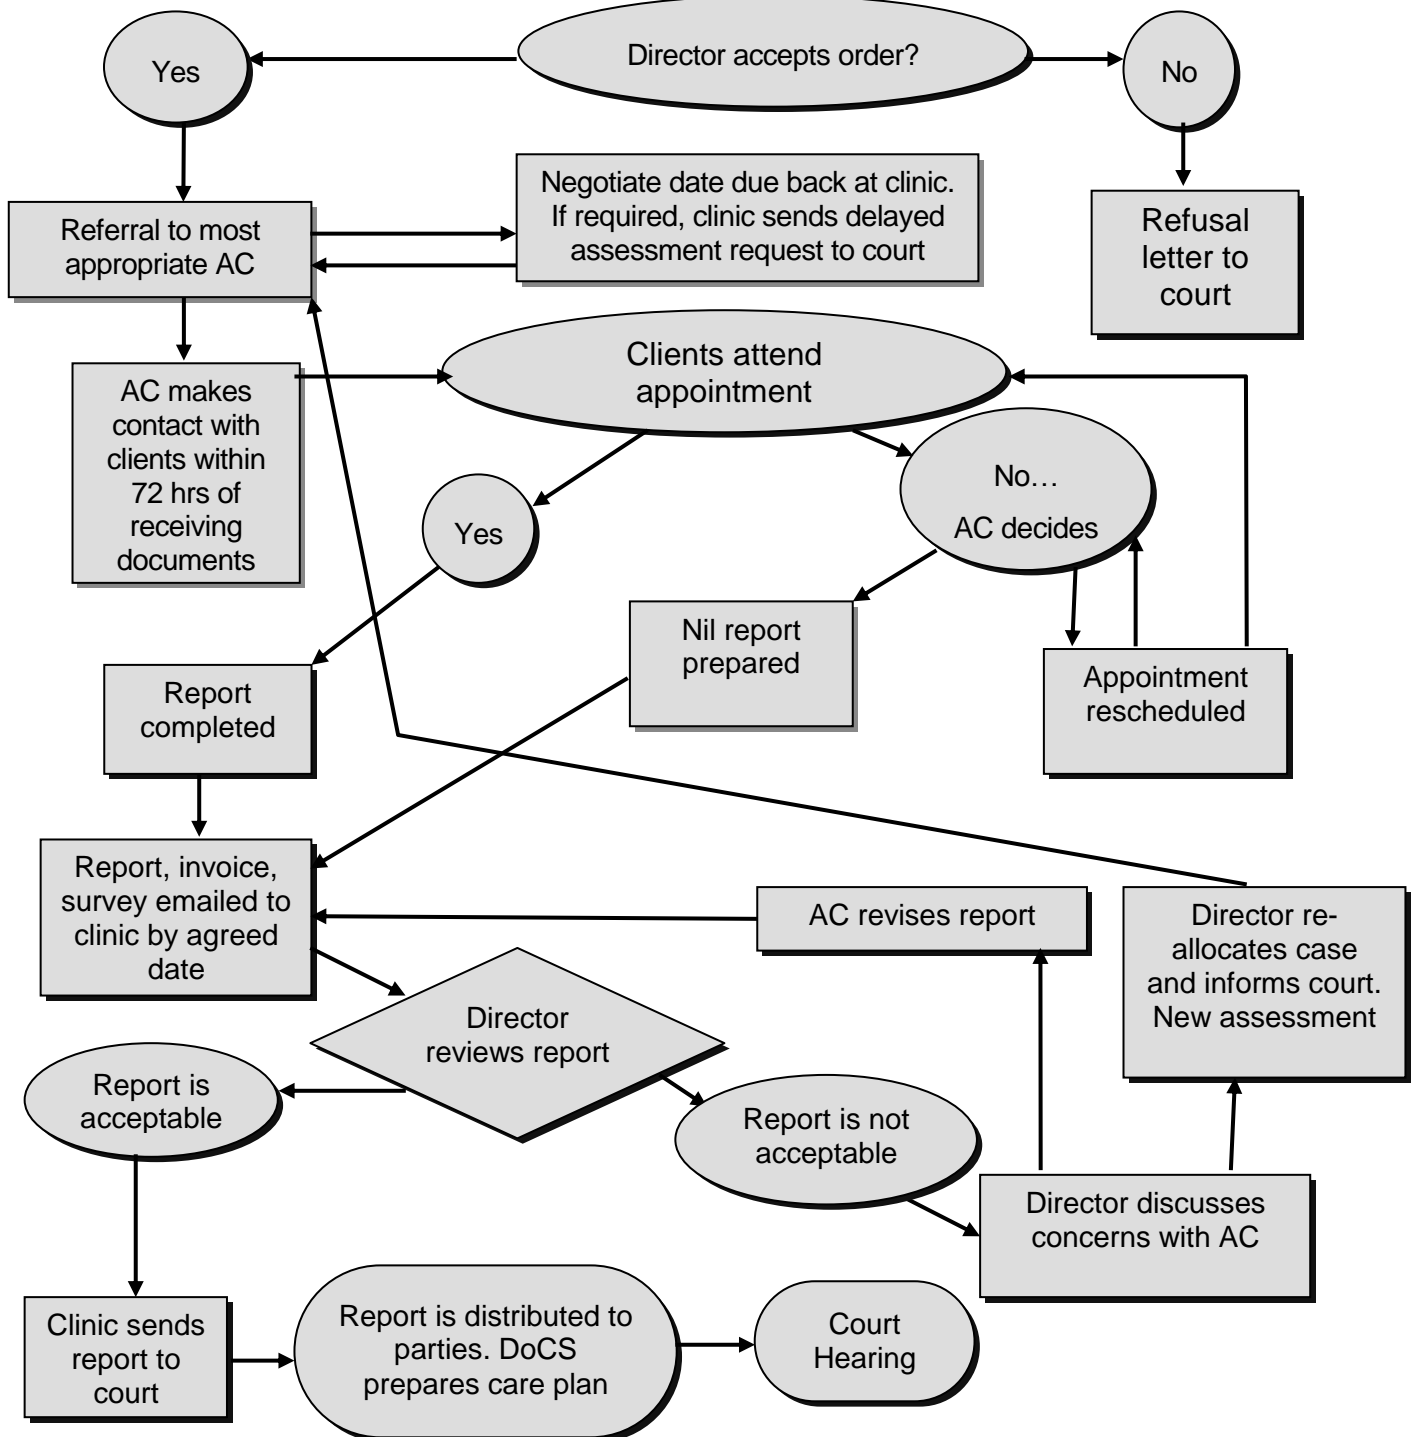 Director accepts order?
Yes
No
Negotiate date due back at clinic.
If required, clinic sends delayed
assessment request to court
Referral to most
appropriate AC
Refusal
letter to
court
Clients attend
appointment
AC makes
contact with
clients within
72 hrs of
receiving
documents
No…
AC decides
Yes
Nil report
prepared
Appointment
rescheduled
Report
completed
Report, invoice,
survey emailed to
clinic by agreed
date
AC revises report
Director re-
allocates case
and informs court.
New assessment
Director
reviews report
Report is
acceptable
Report is not
acceptable
Director discusses
concerns with AC
Clinic sends
report to
court
Report is distributed to
parties. DoCS
prepares care plan
Court
Hearing